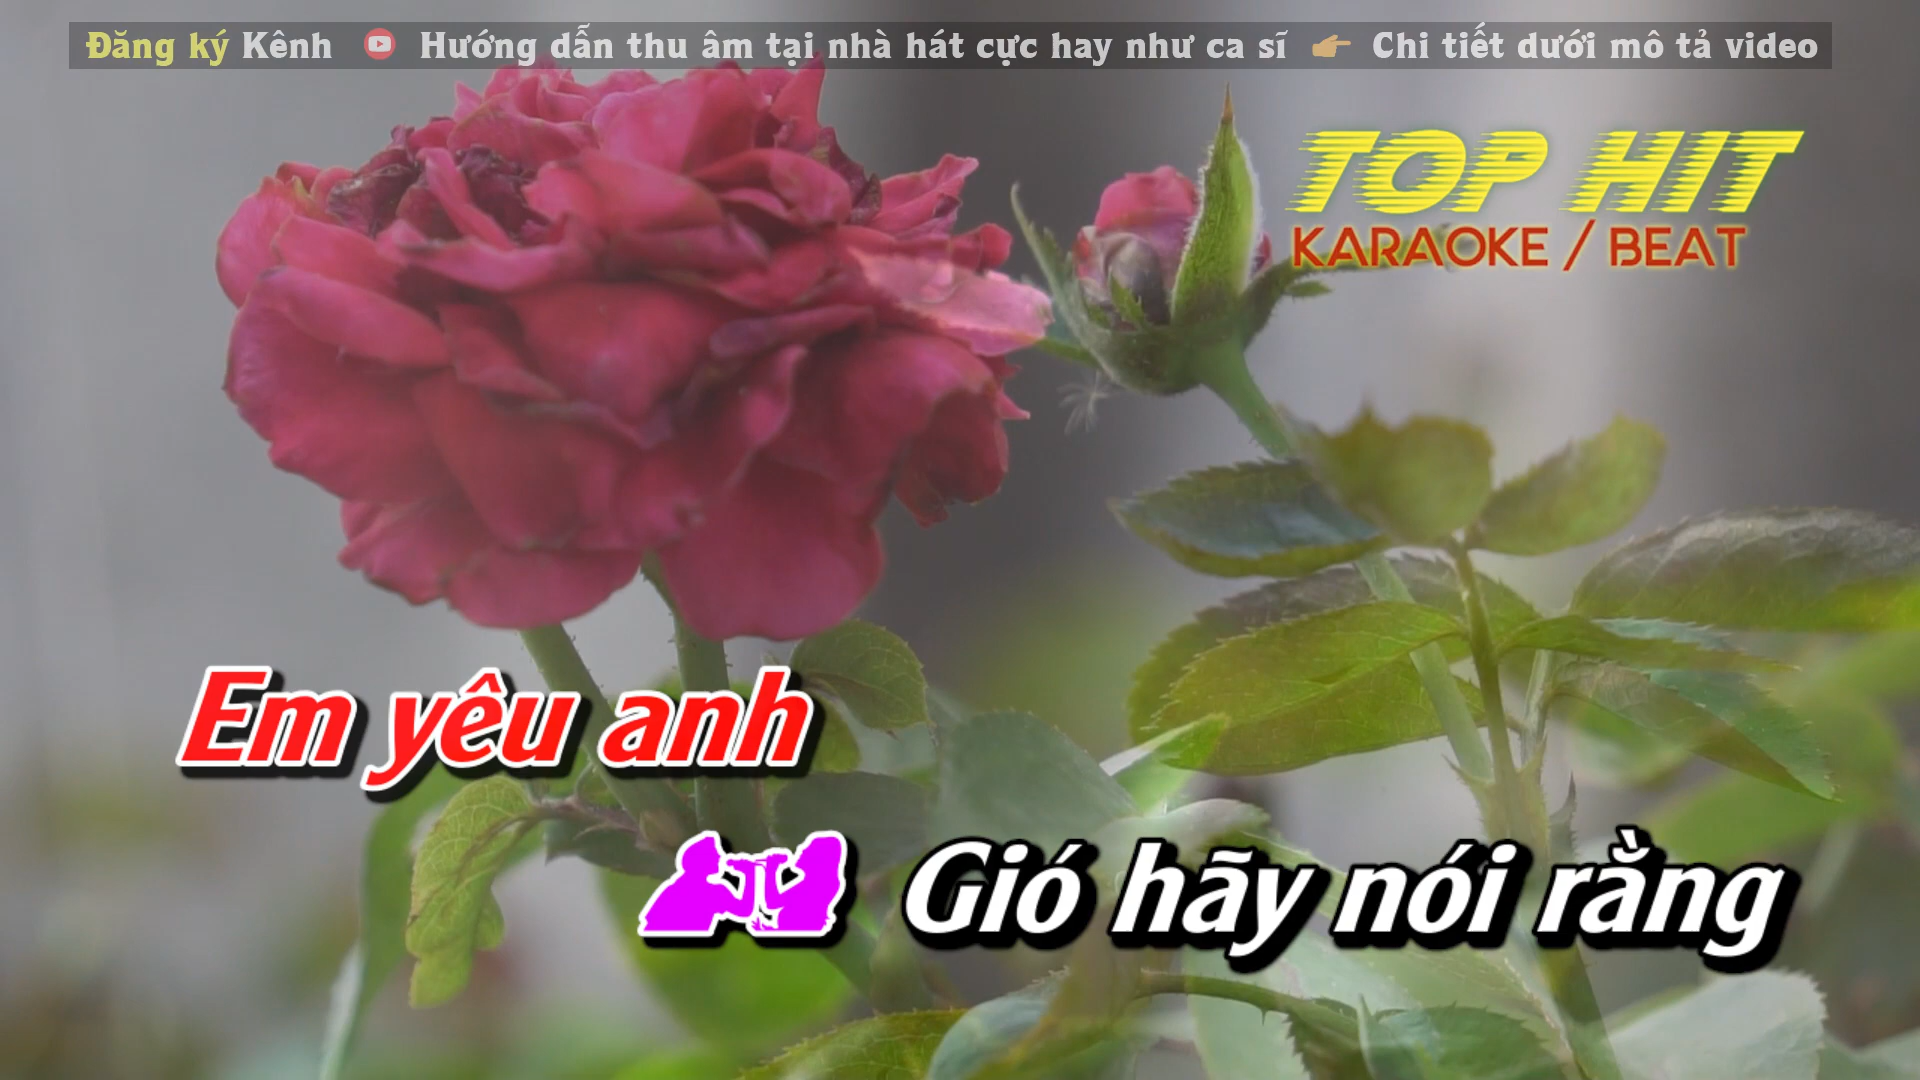 Đăng ký Kênh Hướng dẫn thu âm tại nhà hát cực hay như ca sĩ Chi tiết dưới mô tả video
TOP HIT
KARAOKE / BEAT
Em yêu anh
Gió hãy nói rằng